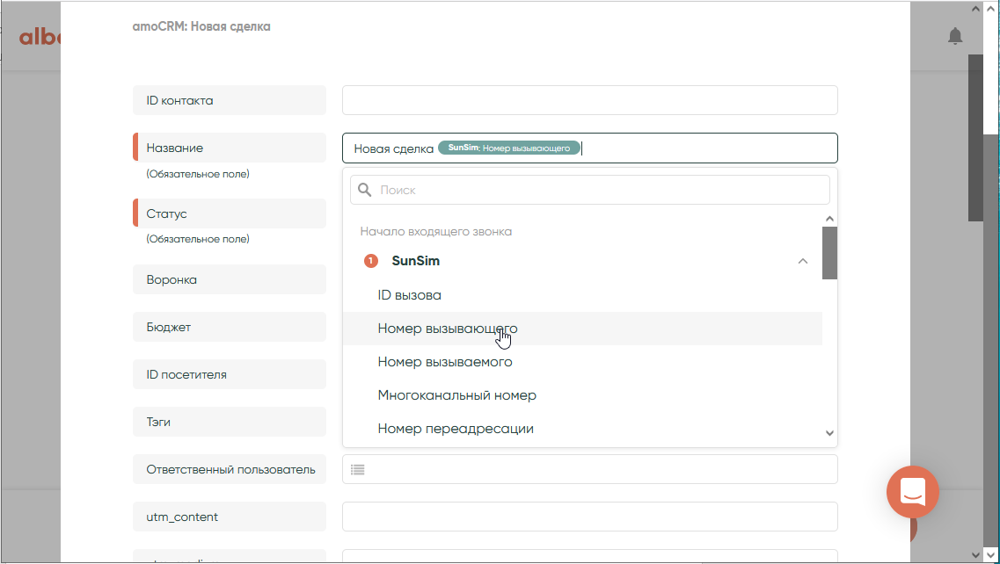 amoCRM: Новая сделка
albo
ID контакта
Название
Новая сделка SunSim: Номер вызывающего
(Обязательное поле)
Поиск
Статус
(Обязательное поле)
Начало входящего звонка
1 SunSim
Воронка
ID вызова
Бюджет
Номер вызывающего
Номер вызываемого
ID посетителя
Многоканальный номер
Тэги
Номер переадресации
Ответственный пользователь
utm_content